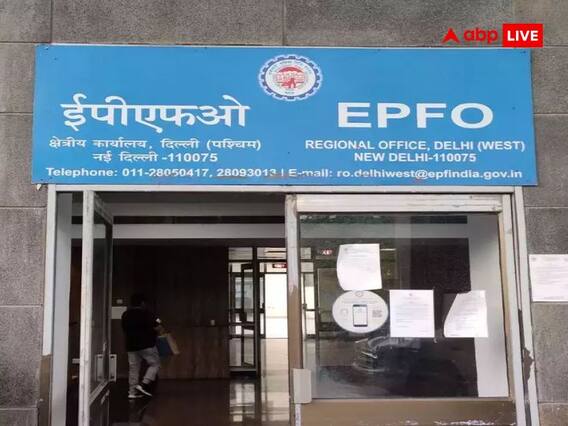 abp LIVE
ईपीएफओ
क्षेत्रीय कार्यालय, दिल्ली (पश्चिम)
नई दिल्ली -110075
EPFO
REGIONAL OFFICE, DELHI (WEST)
NEW DELHI-110075
Telephone: 011-28050417, 28093013 | E-mail: ro.delhiwest@epfindia.gov.in